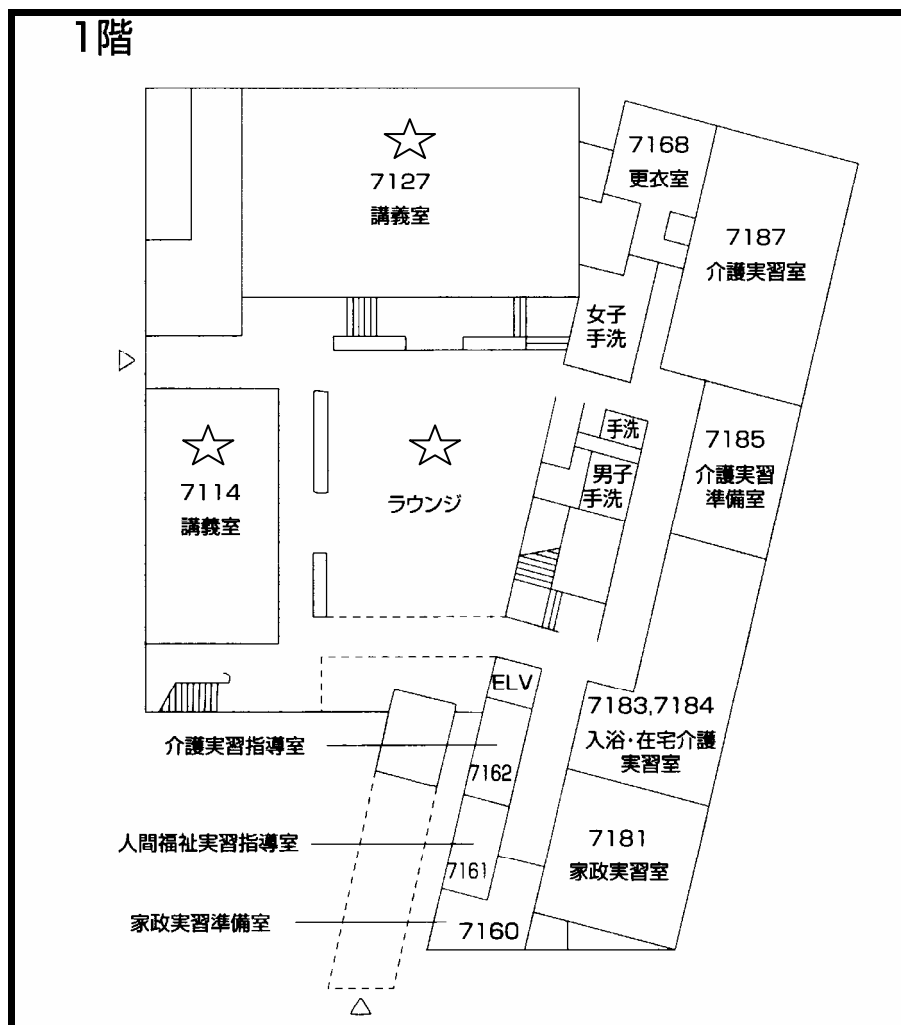 1階
7127
講義室
7168
更衣室
7187
介護実習室
女子
手洗
手洗
男子
手洗
7185
介護実習
準備室
7114
講義室
ラウンジ
ELV
7183,7184
入浴・在宅介護
実習室
介護実習指導室
7162
7181
家政実習室
人間福祉実習指導室
7161
家政実習準備室
7160